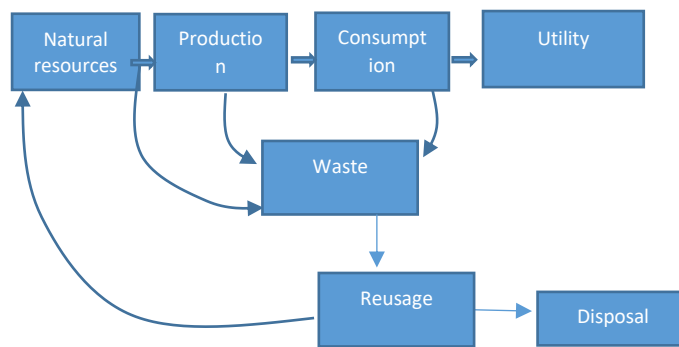 Natural
resources
Productio
n
Consumpt
ion
Utility
Waste
Reusage
Disposal